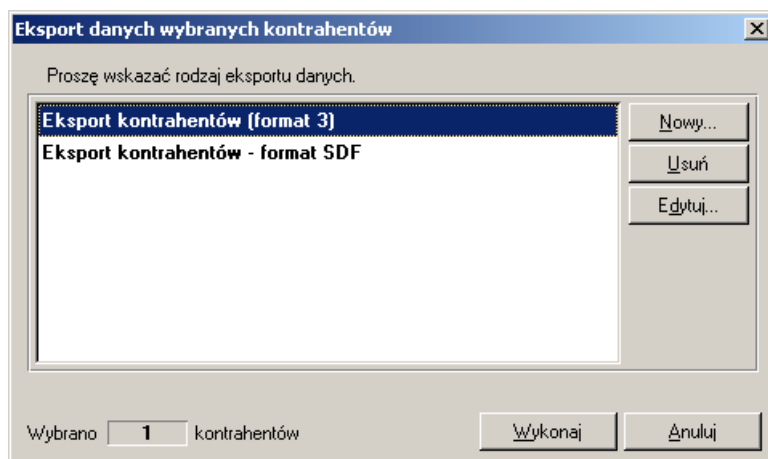 Eksport danych wybranych kontrahentów
Proszę wskazać rodzaj eksportu danych.
Eksport kontrahentów (format 3)
Eksport kontrahentów - format SDF
Nowy...
Usuń
Edytuj...
Wybrano 1 kontrahentów
Wykonaj
Anuluj